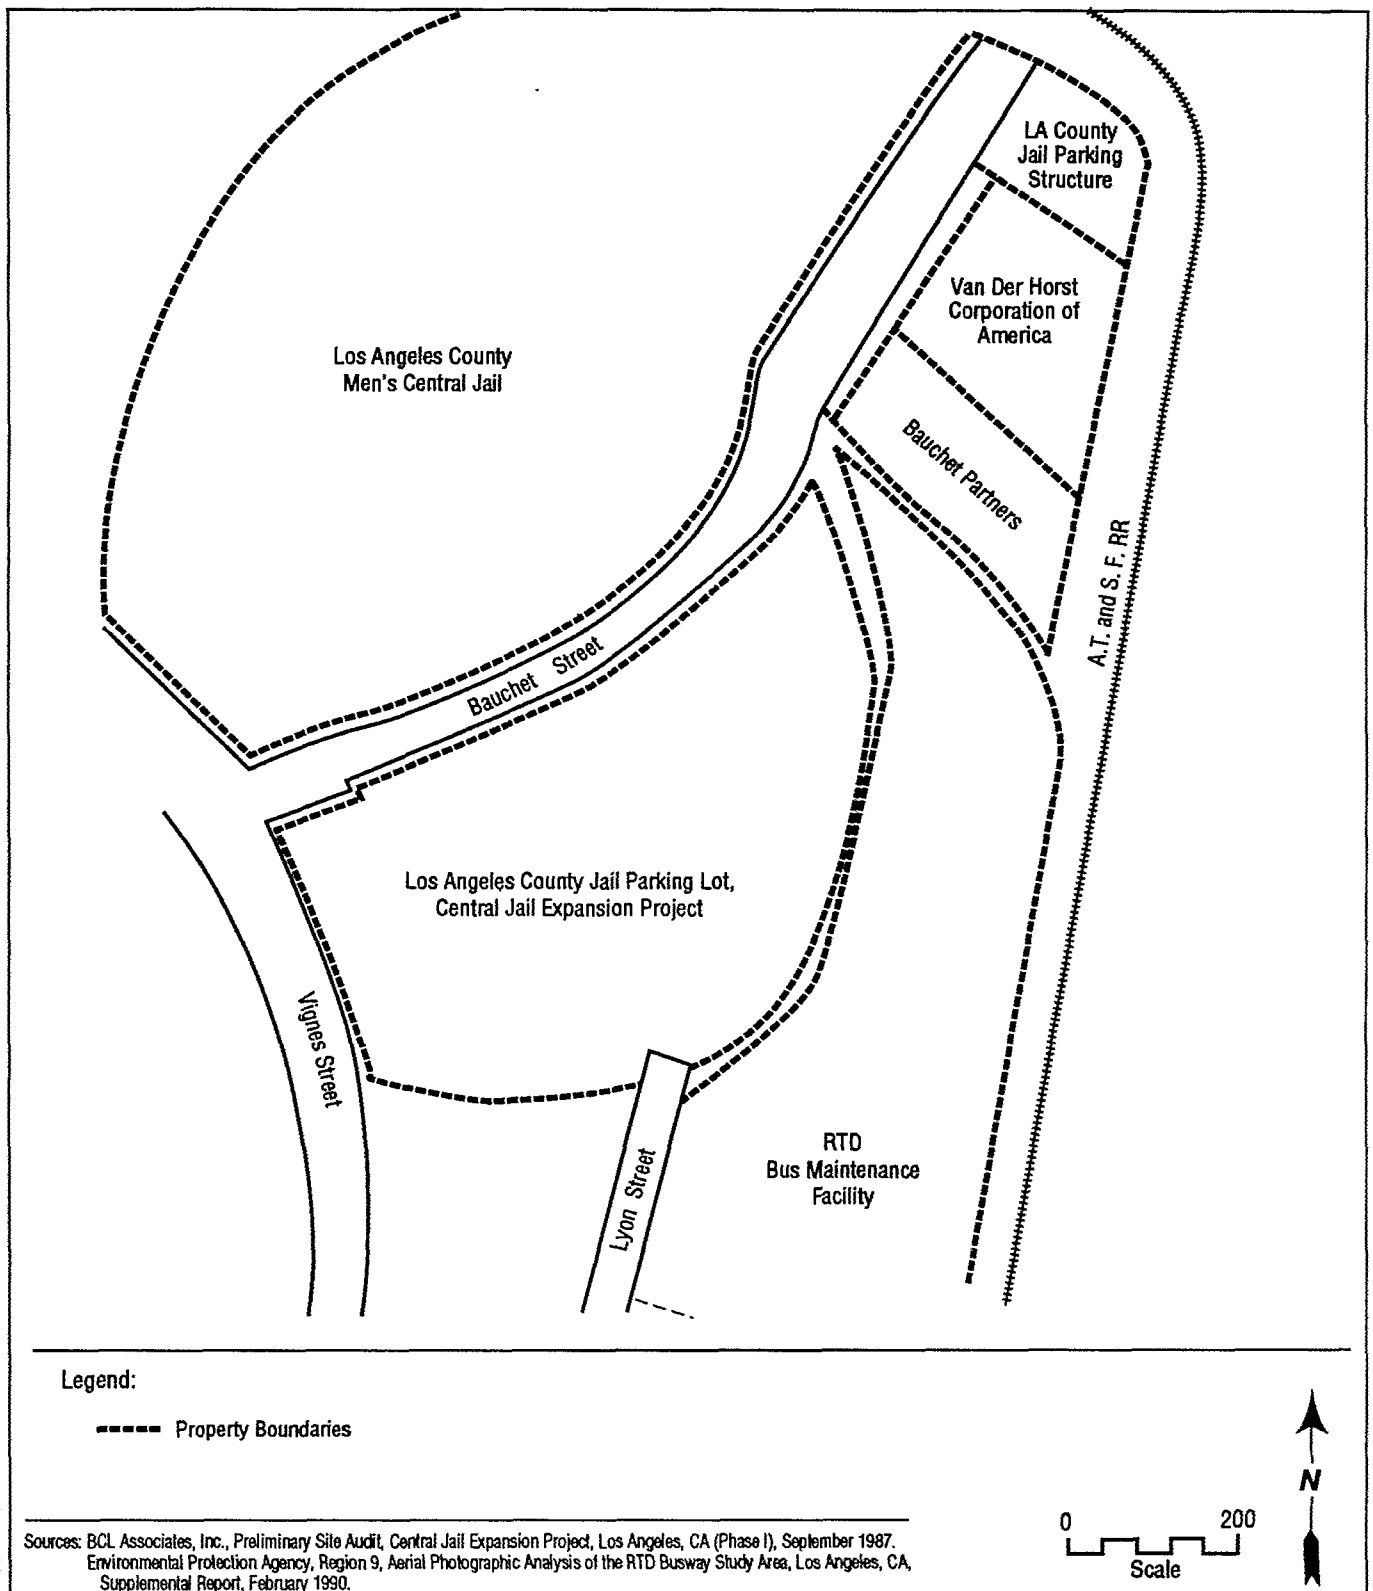 LA County
Jail Parking
Structure
Van Der Horst
Corporation of
America
Los Angeles County
Men's Central Jail
Bauchet Partners
A.T. and S. F. RR
Bauchet Street
Los Angeles County Jail Parking Lot,
Central Jail Expansion Project
Vignes Street
RTD
Bus Maintenance
Facility
Lyon Street
Legend:
Property Boundaries
N
0 200
Scale
Sources: BCL Associates, Inc., Preliminary Site Audit, Central Jail Expansion Project, Los Angeles, CA (Phase I), September 1987.
Environmental Protection Agency, Region 9, Aerial Photographic Analysis of the RTD Busway Study Area, Los Angeles, CA,
Supplemental Report, February 1990.